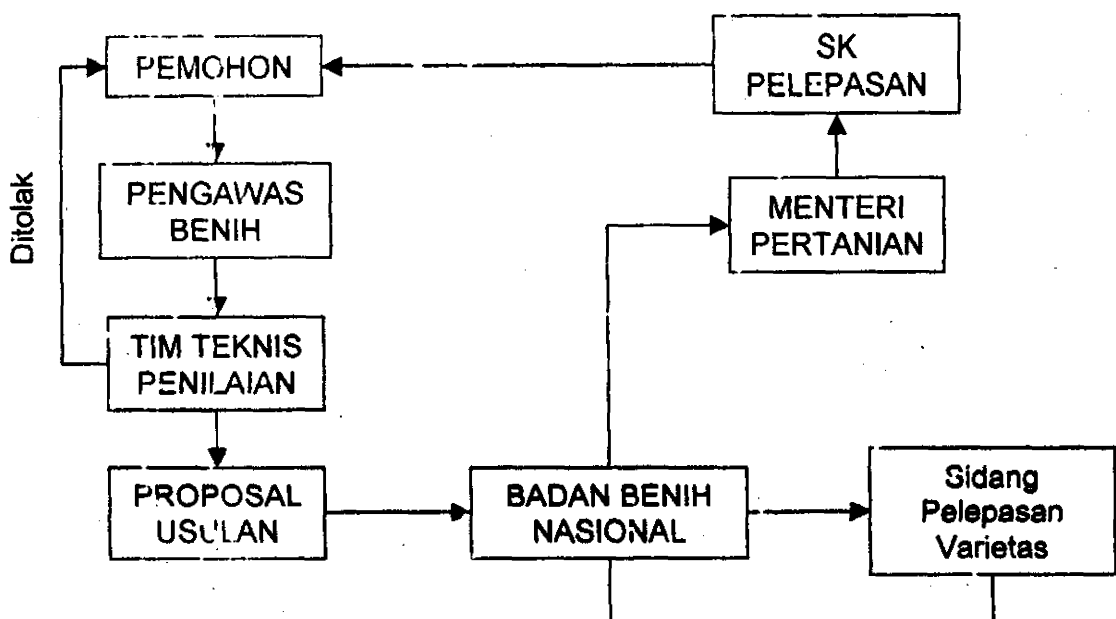 PEMOHON
SK
PELEPASAN
Ditolak
PENGAWAS
BENIH
MENTERI
PERTANIAN
TIM TEKNIS
PENILAIAN
PROPOSAL
USULAN
BADAN BENIH
NASIONAL
Sidang
Pelepasan
Varietas